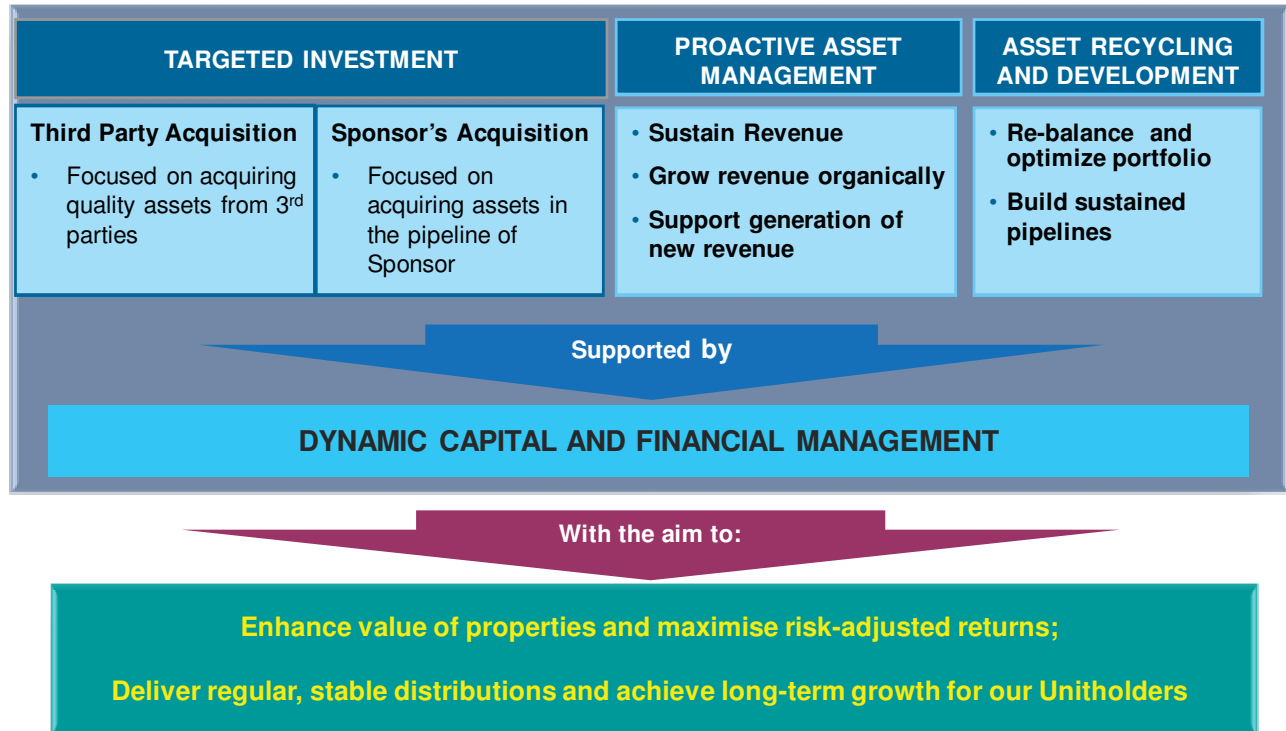 TARGETED INVESTMENT
PROACTIVE ASSET
MANAGEMENT
ASSET RECYCLING
AND DEVELOPMENT
Third Party Acquisition
• Focused on acquiring
quality assets from 3rd
parties
Sponsor's Acquisition
• Focused on
acquiring assets in
the pipeline of
Sponsor
• Sustain Revenue
• Grow revenue organically
• Support generation of
new revenue
• Re-balance and
optimize portfolio
• Build sustained
pipelines
Supported by
DYNAMIC CAPITAL AND FINANCIAL MANAGEMENT
With the aim to:
Enhance value of properties and maximise risk-adjusted returns;
Deliver regular, stable distributions and achieve long-term growth for our Unitholders